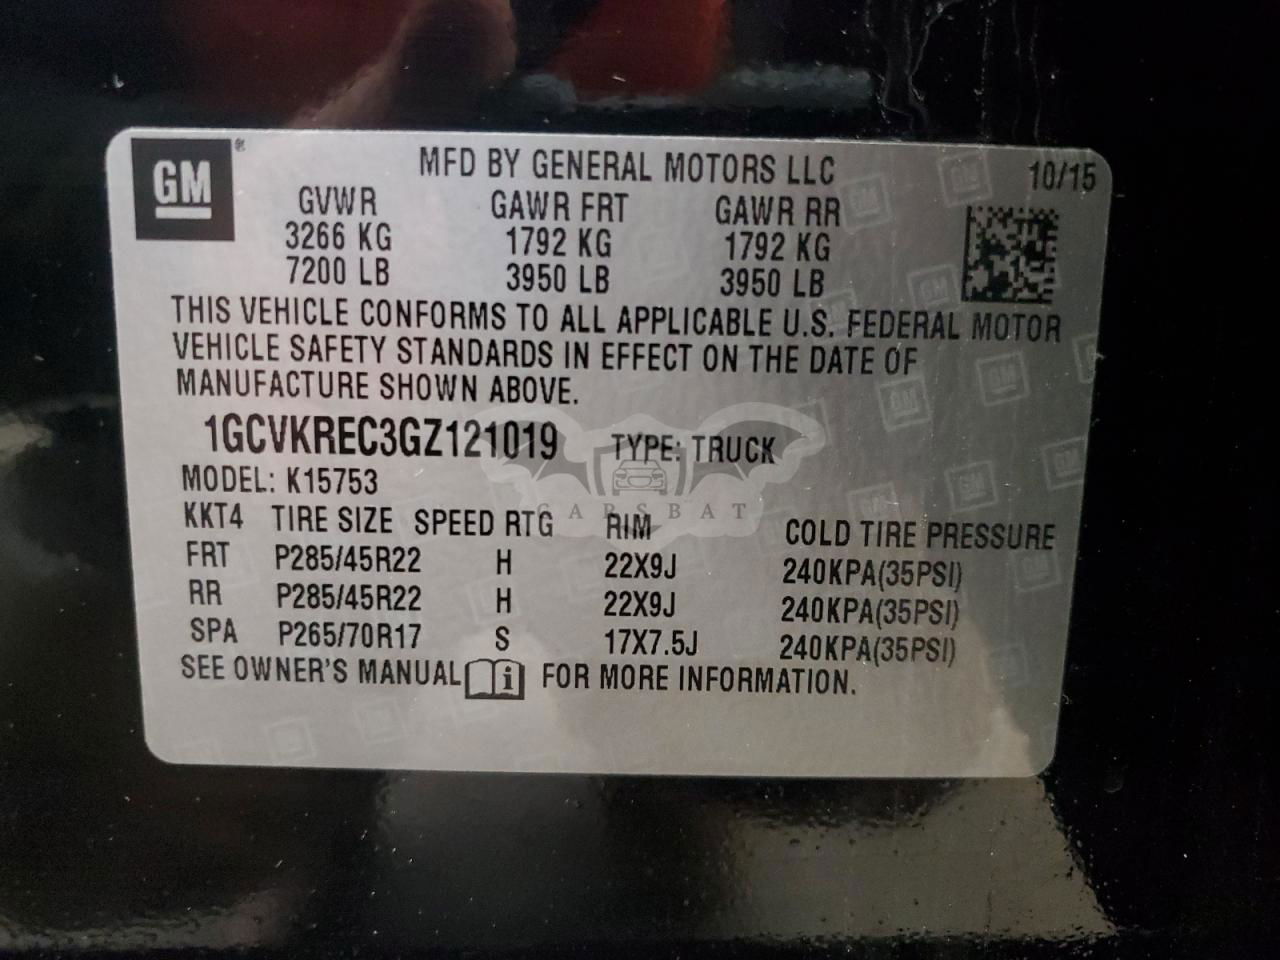 GM®
MFD BY GENERAL MOTORS LLC 10/15
GVWR GAWR FRT GAWR RR
3266 KG 1792 KG 1792 KG
7200 LB 3950 LB 3950 LB
THIS VEHICLE CONFORMS TO ALL APPLICABLE U.S. FEDERAL MOTOR
VEHICLE SAFETY STANDARDS IN EFFECT ON THE DATE OF
MANUFACTURE SHOWN ABOVE.
1GCVKREC3GZ121019 TYPE: TRUCK
MODEL: K15753
CARSBAT
KKT4 TIRE SIZE SPEED RTG RIM COLD TIRE PRESSURE
FRT P285/45R22 H 22X9J 240KPA(35PSI)
RR P285/45R22 H 22X9J 240KPA(35PSI)
SPA P265/70R17 S 17X7.5J 240KPA(35PSI)
SEE OWNER'S MANUAL i FOR MORE INFORMATION.